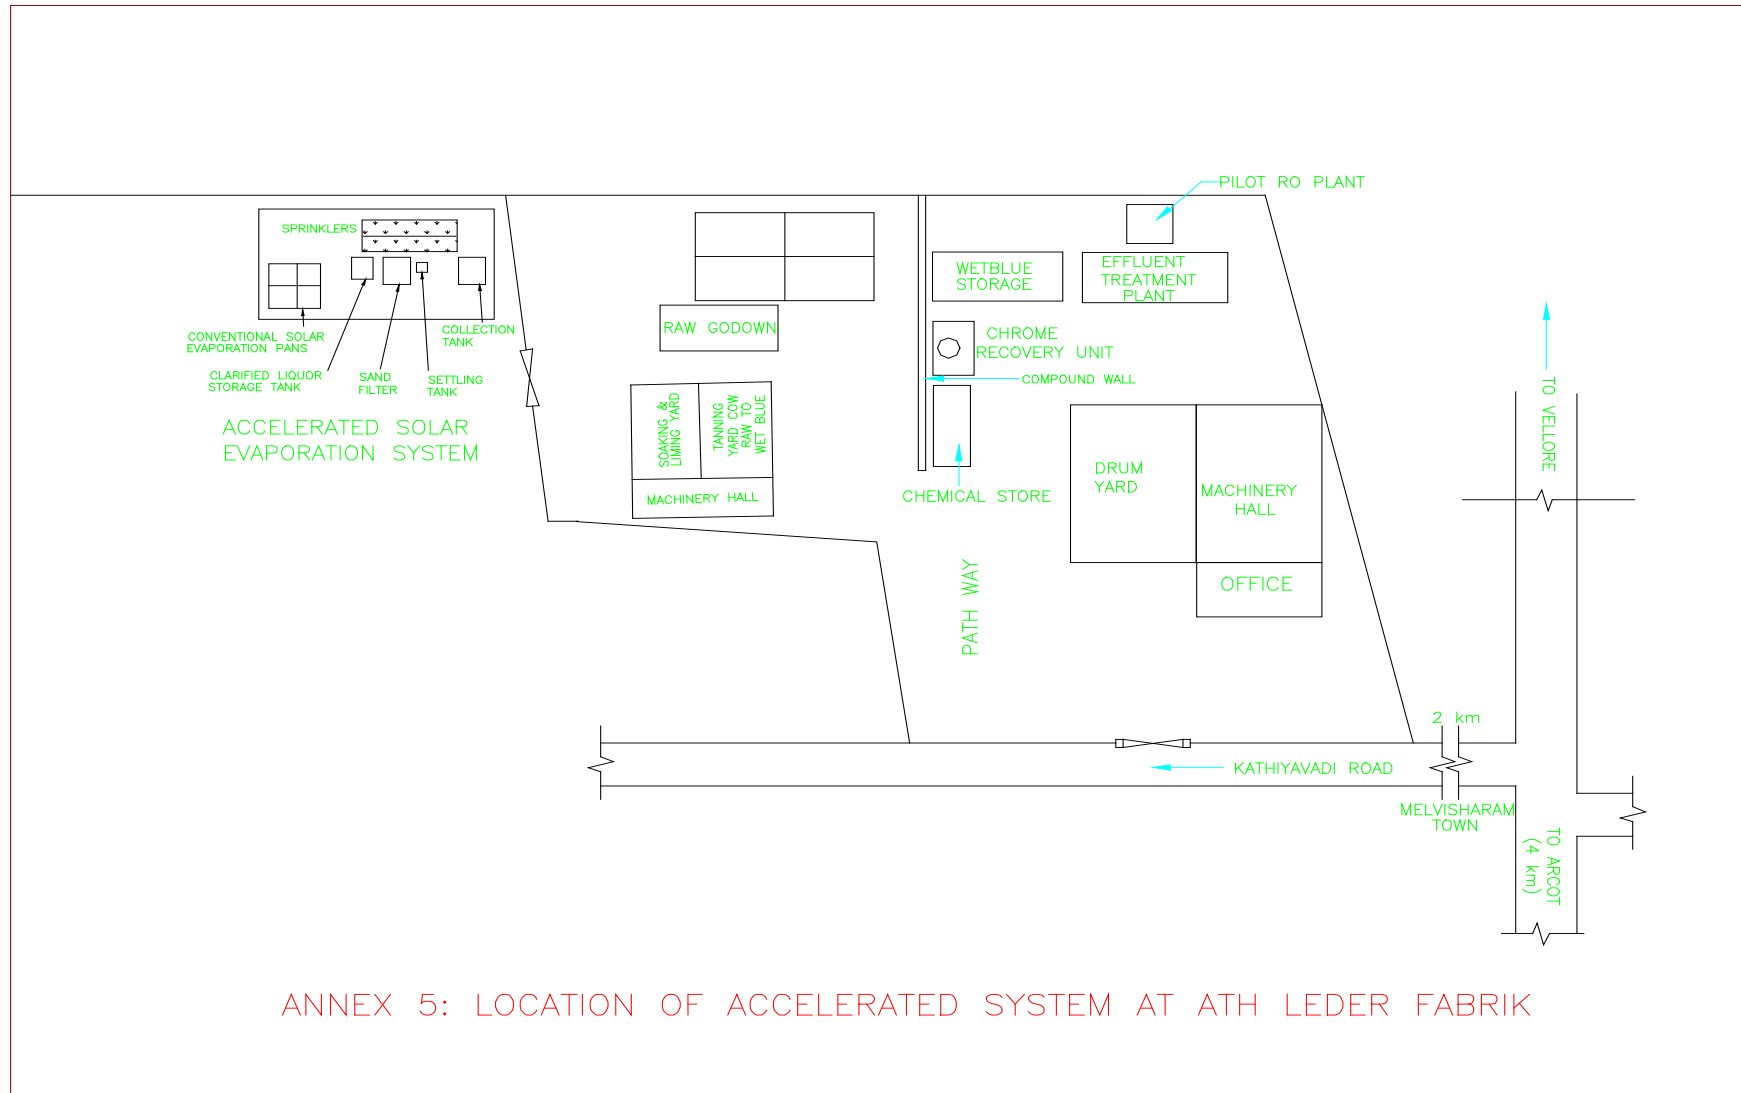 PILOT RO PLANT
SPRINKLERS
WETBLUE
STORAGE
EFFLUENT
TREATMENT
PLANT
CONVENTIONAL SOLAR
EVAPORATION PANS
COLLECTION
TANK
CLARIFIED LIQUOR
STORAGE TANK
SAND
FILTER
SETTLING
TANK
ACCELERATED SOLAR
EVAPORATION SYSTEM
RAW GODOWN
CHROME
RECOVERY UNIT
COMPOUND WALL
SOAKING &
LIMING YARD
TANNING
YARD COW
RAW TO
WET BLUE
MACHINERY HALL
CHEMICAL STORE
DRUM
YARD
MACHINERY
HALL
OFFICE
PATH WAY
TO VELLORE
2 km
KATHIYAVADI ROAD
MELVISHARAM
TOWN
TO ARCOT
(4 km)
ANNEX 5: LOCATION OF ACCELERATED SYSTEM AT ATH LEDER FABRIK